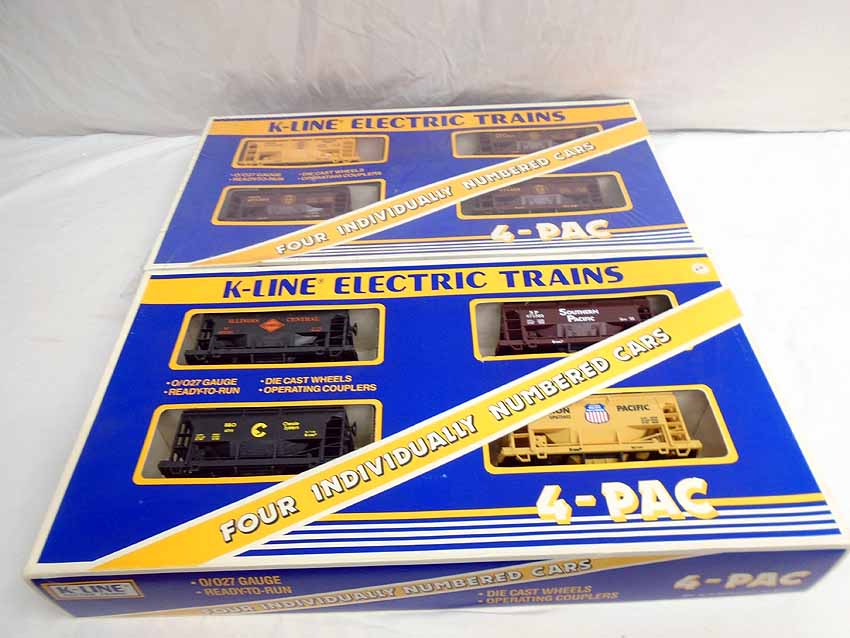 K-LINE® ELECTRIC TRAINS
• O/O27 GAUGE • DIE CAST WHEELS
• READY-TO-RUN • OPERATING COUPLERS
FOUR INDIVIDUALLY NUMBERED CARS
4-PAC
K-LINE® ELECTRIC TRAINS
ILLINOIS CENTRAL
SP
SOUTHERN
PACIFIC
• O/O27 GAUGE • DIE CAST WHEELS
• READY-TO-RUN • OPERATING COUPLERS
B&O
C
Chessie
System
PACIFIC
FOUR INDIVIDUALLY NUMBERED CARS
4-PAC
K-LINE
• O/O27 GAUGE
• READY-TO-RUN
FOUR INDIVIDUALLY NUMBERED CARS
• DIE CAST WHEELS
• OPERATING COUPLERS
4-PAC